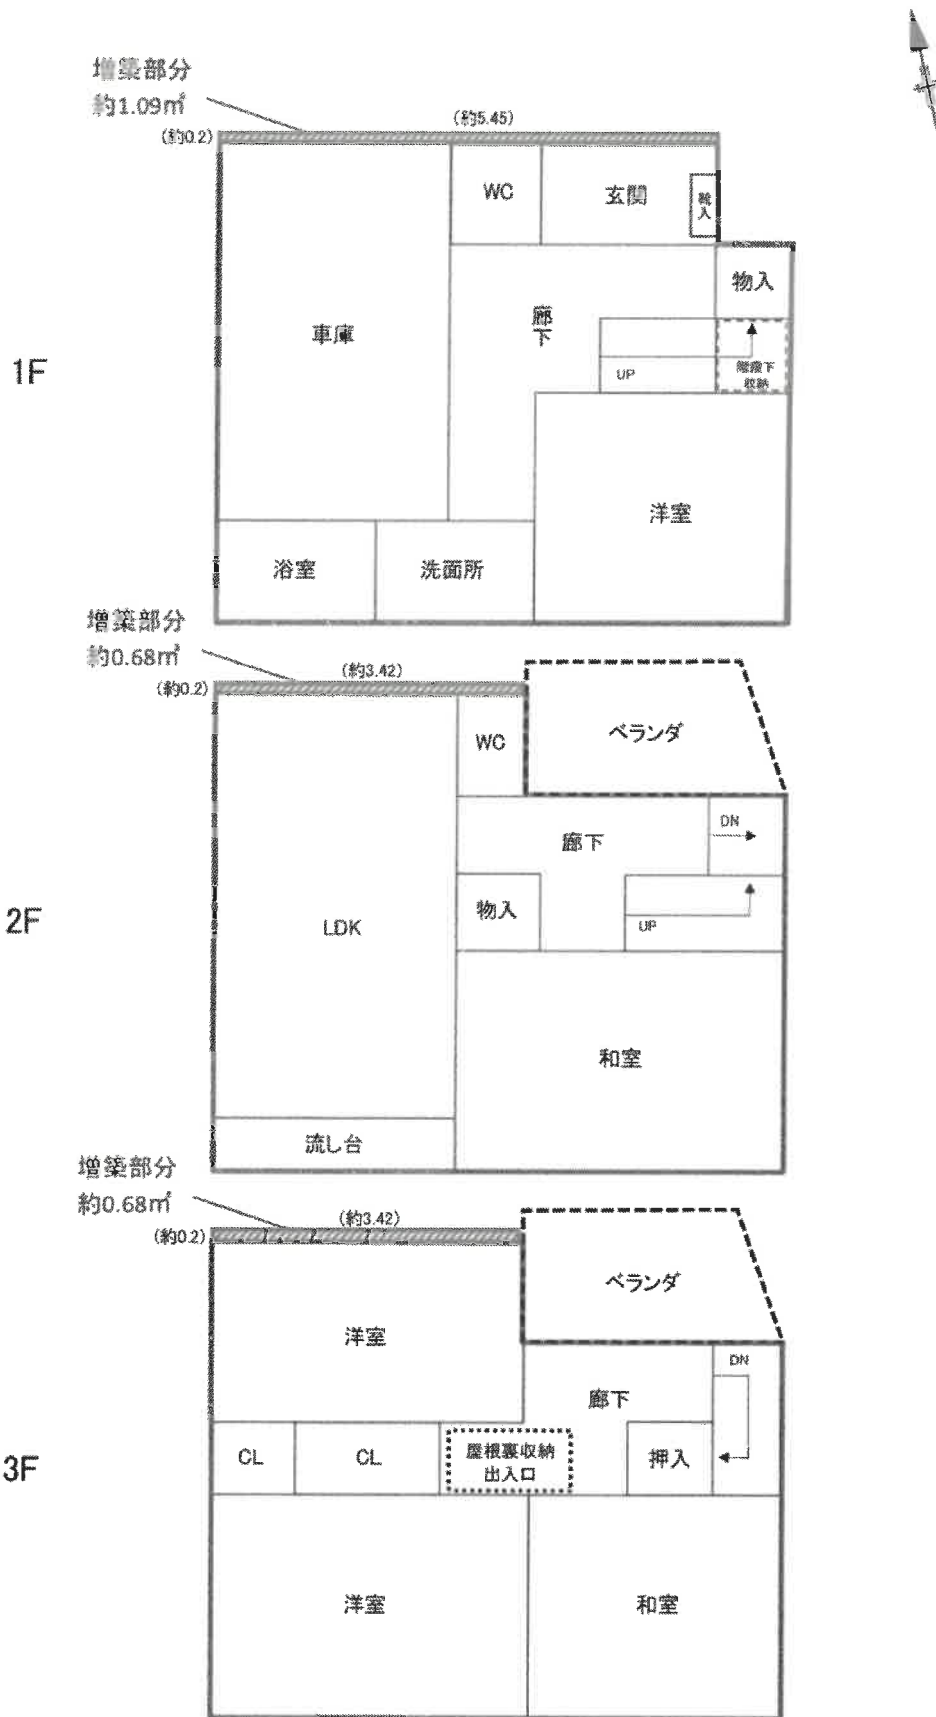 増築部分
約1.09㎡
(約0.2)
(約5.45)
WC
玄関
靴入
物入
車庫
廊下
UP
階段下
収納
1F
洋室
浴室
洗面所
増築部分
約0.68㎡
(約0.2)
(約3.42)
WC
ベランダ
廊下
DN
物入
UP
2F
LDK
和室
流し台
増築部分
約0.68㎡
(約0.2)
(約3.42)
ベランダ
洋室
DN
廊下
CL
CL
屋根裏収納
出入口
押入
3F
洋室
和室